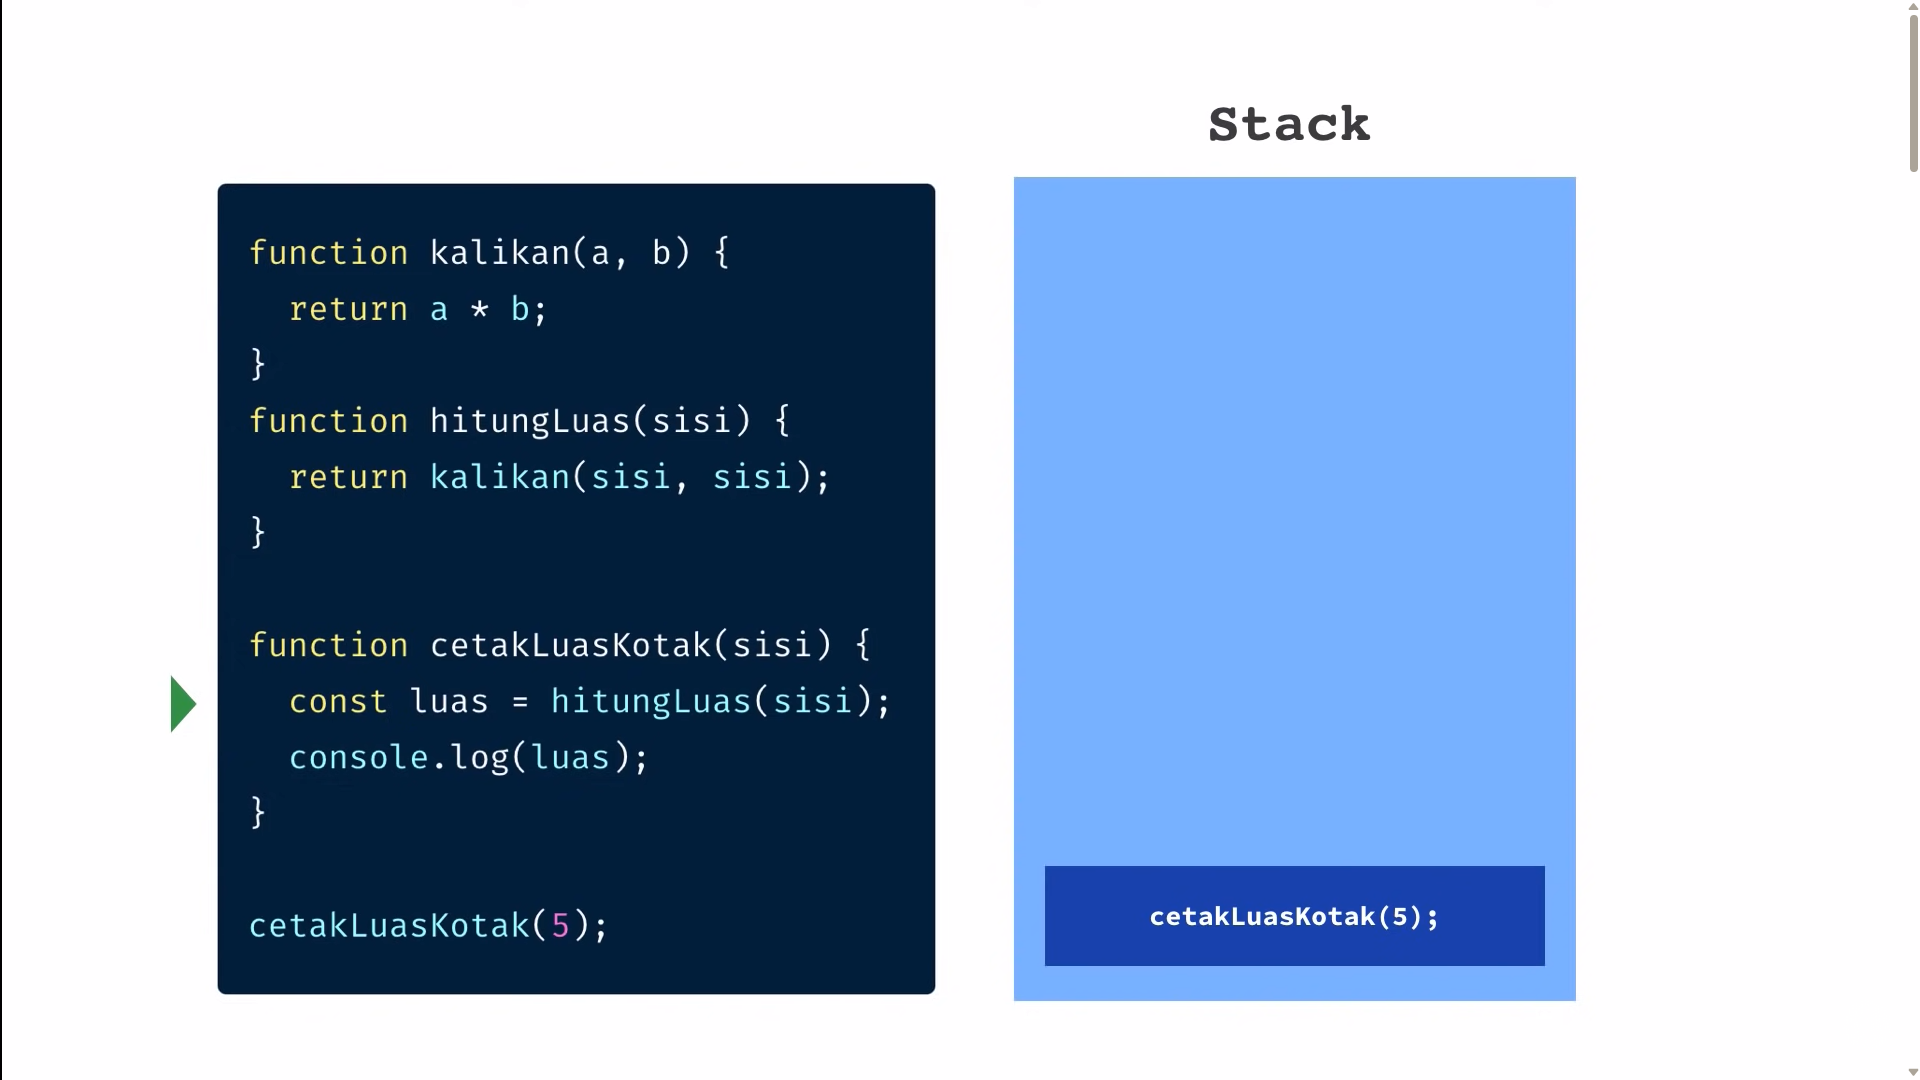 Stack
function kalikan(a, b) {
  return a * b;
}
function hitungLuas(sisi) {
  return kalikan(sisi, sisi);
}

function cetakLuasKotak(sisi) {
  const luas = hitungLuas(sisi);
  console.log(luas);
}

cetakLuasKotak(5);
cetakLuasKotak(5);